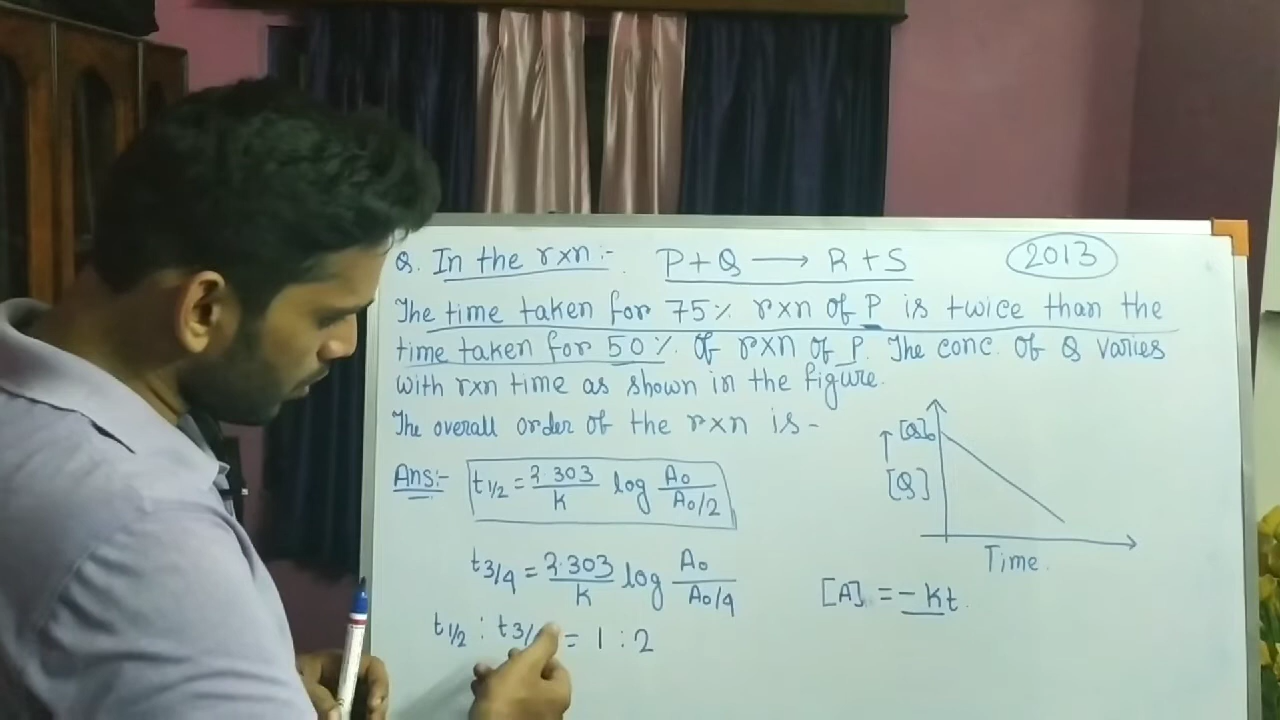 Q. In the rxn:- P+Q ⟶ R+S 2013
The time taken for 75% rxn of P is twice than the
time taken for 50% of rxn of P. The conc. of Q varies
with rxn time as shown in the figure.
The overall order of the rxn is-
[Q]₀
[Q]
Time
Ans:- t1/2 = 2.303/k log A₀/A₀/2
t3/4 = 2.303/k log A₀/A₀/4
[A] = -kt
t1/2 : t3/ = 1 : 2